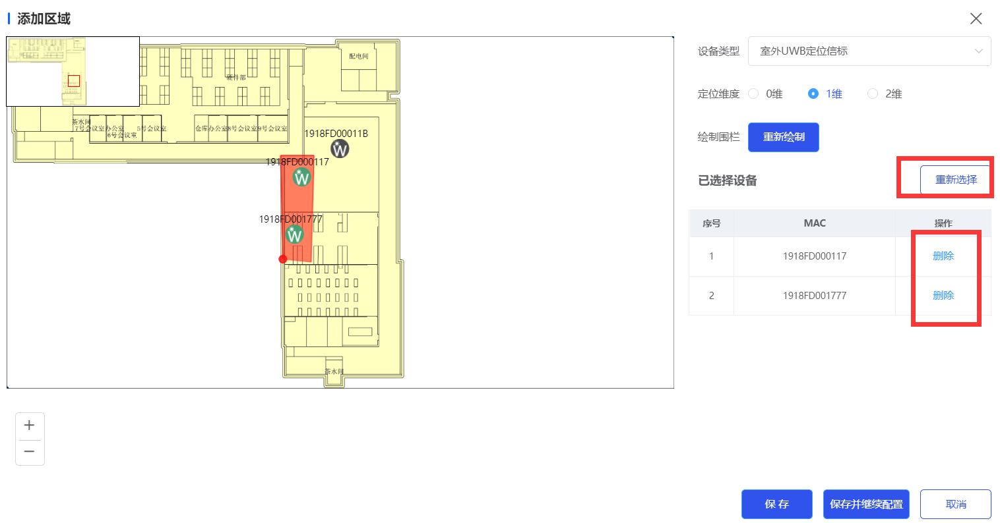 添加区域
设备类型
室外UWB定位信标
定位维度
0维
1维
2维
绘制围栏
重新绘制
已选择设备
重新选择
序号 MAC 操作
1 1918FD000117 删除
2 1918FD001777 删除
配电间
硬件部
茶水间
7号会议室
办公室
6号会议室
5号会议室
仓库
办公室
8号会议室
9号会议室
1918FD00011B
W
1918FD000117
W
1918FD001777
W
茶水间
+
−
保存
保存并继续配置
取消